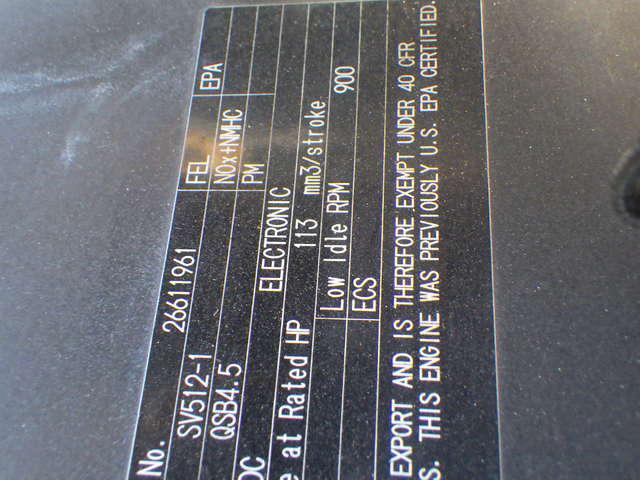 No. 26611961
SV512-1 FEL EPA
QSB4.5 NOx+NMHC
DC PM
ELECTRONIC
e at Rated HP 113 mm3/stroke
Low Idle RPM 900
ECS
EXPORT AND IS THEREFORE EXEMPT UNDER 40 CFR
S. THIS ENGINE WAS PREVIOUSLY U.S. EPA CERTIFIED.